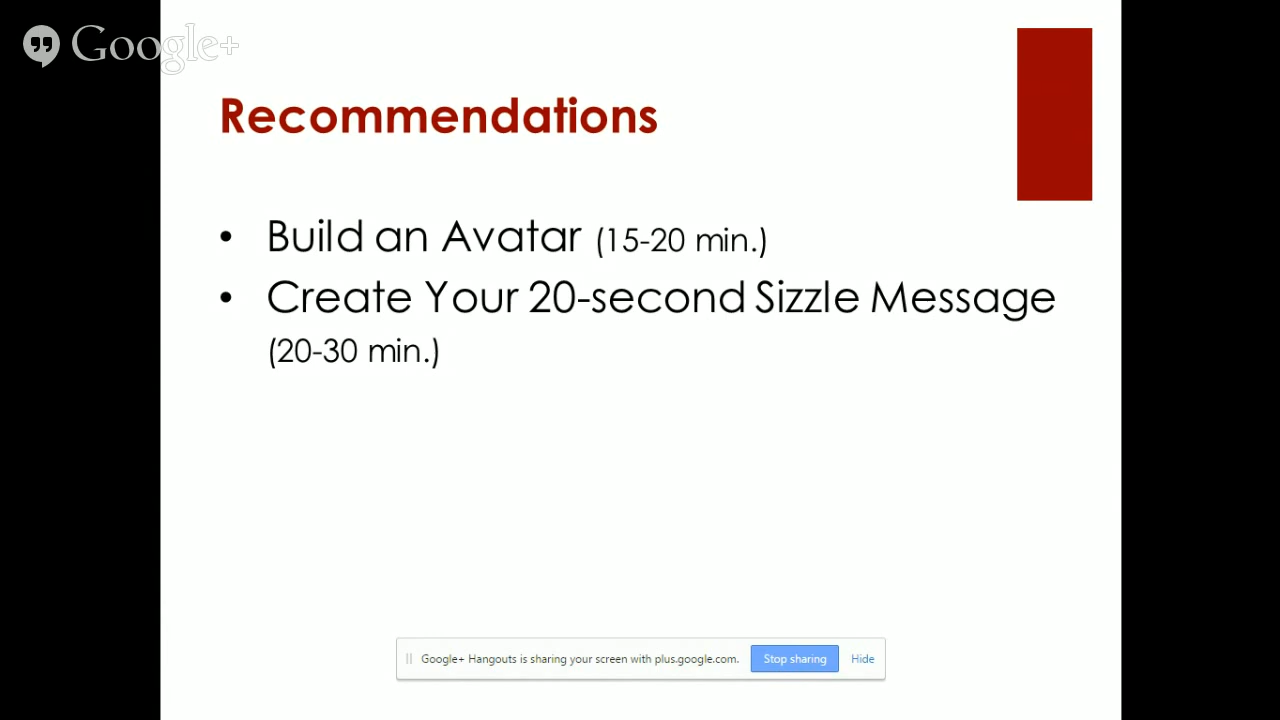 Google+
Recommendations
• Build an Avatar (15-20 min.)
• Create Your 20-second Sizzle Message
(20-30 min.)
Google+ Hangouts is sharing your screen with plus.google.com. Stop sharing Hide